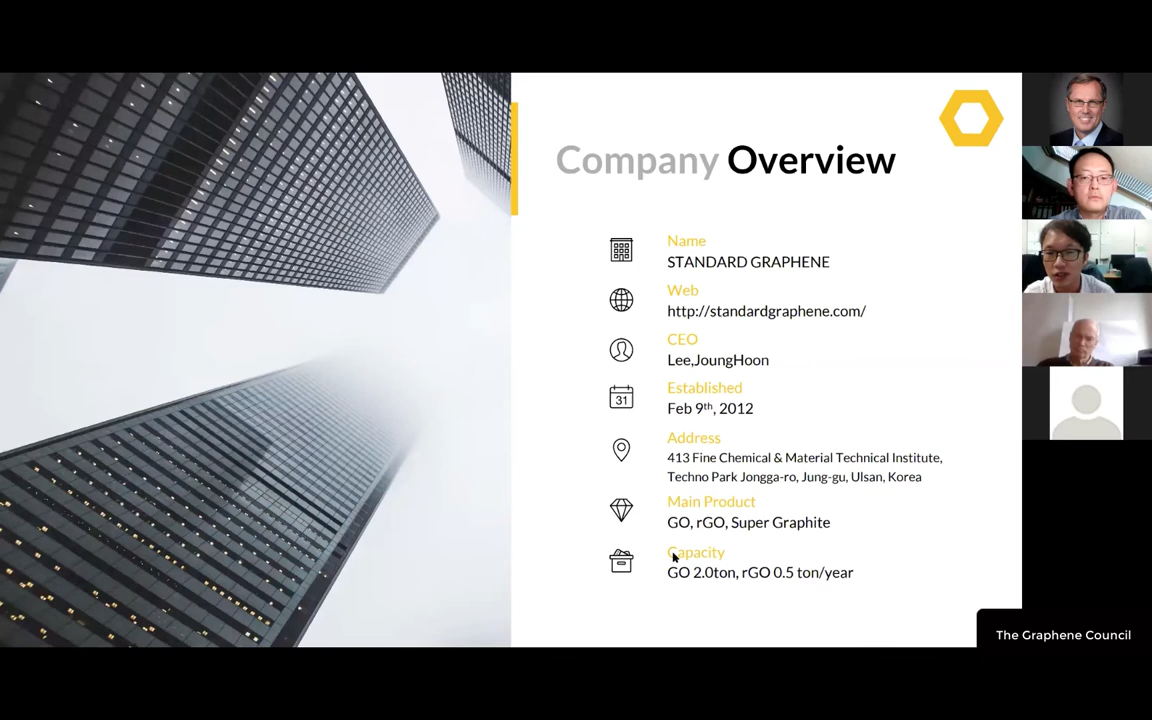 Company Overview
Name
STANDARD GRAPHENE
Web
http://standardgraphene.com/
CEO
Lee,JoungHoon
Established
31
Feb 9th, 2012
Address
413 Fine Chemical & Material Technical Institute,
Techno Park Jongga-ro, Jung-gu, Ulsan, Korea
Main Product
GO, rGO, Super Graphite
Capacity
GO 2.0ton, rGO 0.5 ton/year
The Graphene Council